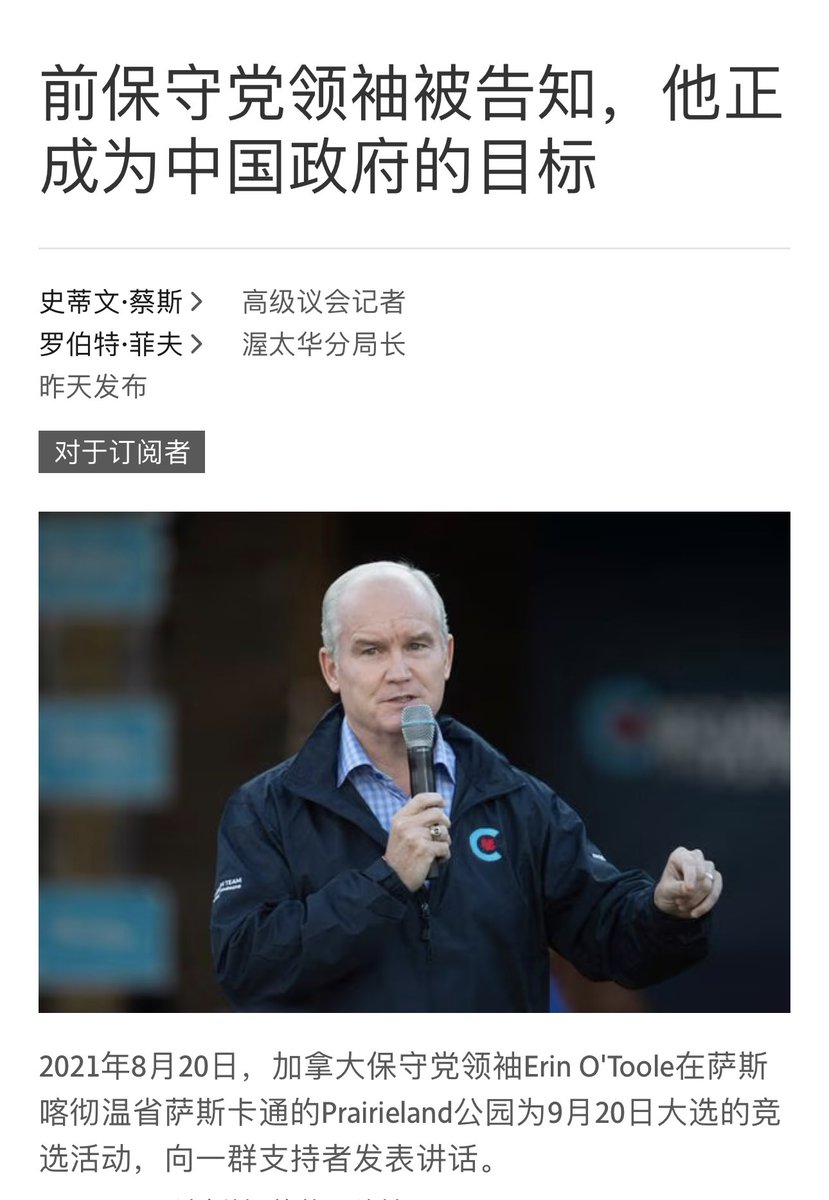 前保守党领袖被告知，他正
成为中国政府的目标
史蒂文·蔡斯 > 高级议会记者
罗伯特·菲夫 > 渥太华分局长
昨天发布
对于订阅者
TEAM
2021年8月20日，加拿大保守党领袖Erin O'Toole在萨斯
喀彻温省萨斯卡通的Prairieland公园为9月20日大选的竞
选活动，向一群支持者发表讲话。